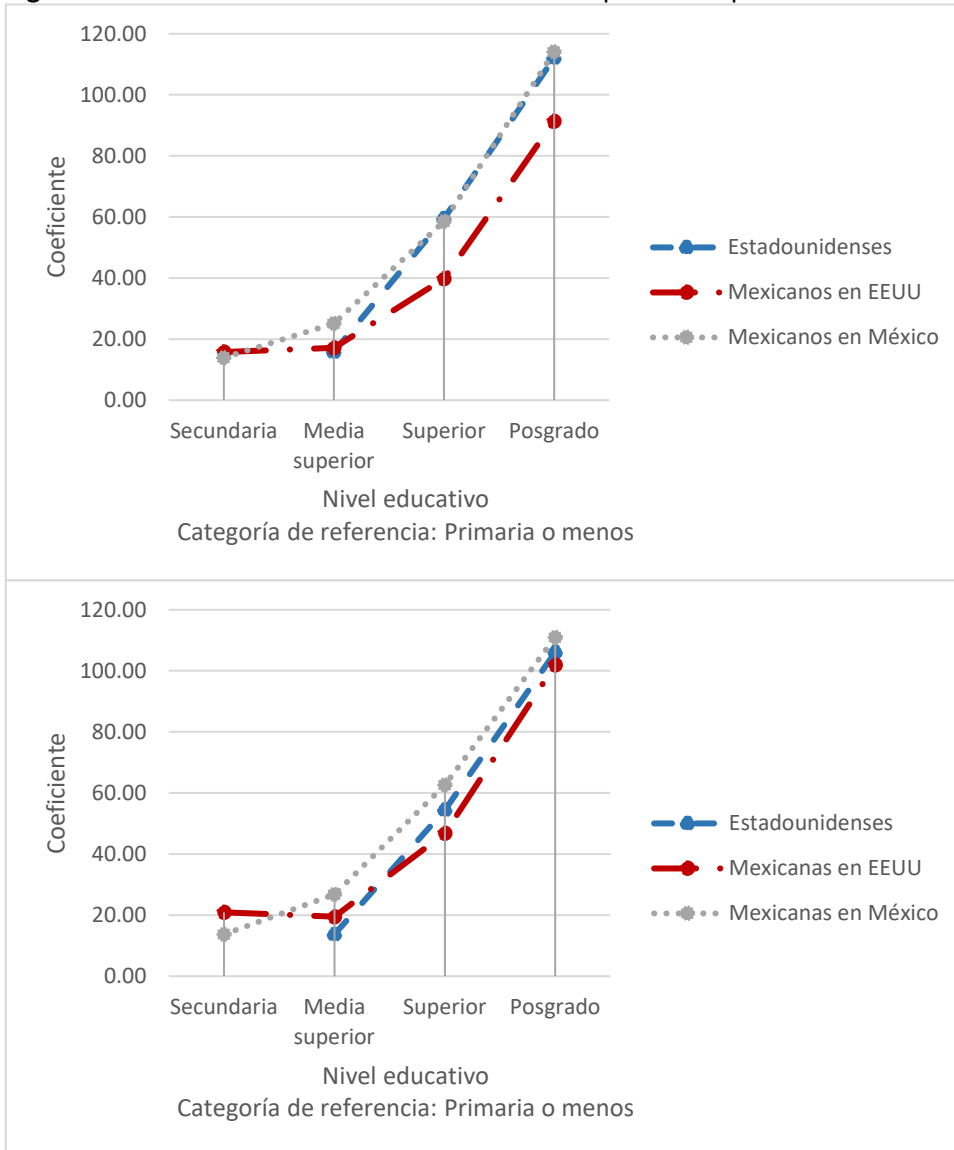 120.00
100.00
80.00
60.00
40.00
20.00
0.00
Coeficiente
Secundaria
Media
superior
Superior
Posgrado
Nivel educativo
Categoría de referencia: Primaria o menos
Estadounidenses
Mexicanos en EEUU
Mexicanos en México
120.00
100.00
80.00
60.00
40.00
20.00
0.00
Coeficiente
Secundaria
Media
superior
Superior
Posgrado
Nivel educativo
Categoría de referencia: Primaria o menos
Estadounidenses
Mexicanas en EEUU
Mexicanas en México